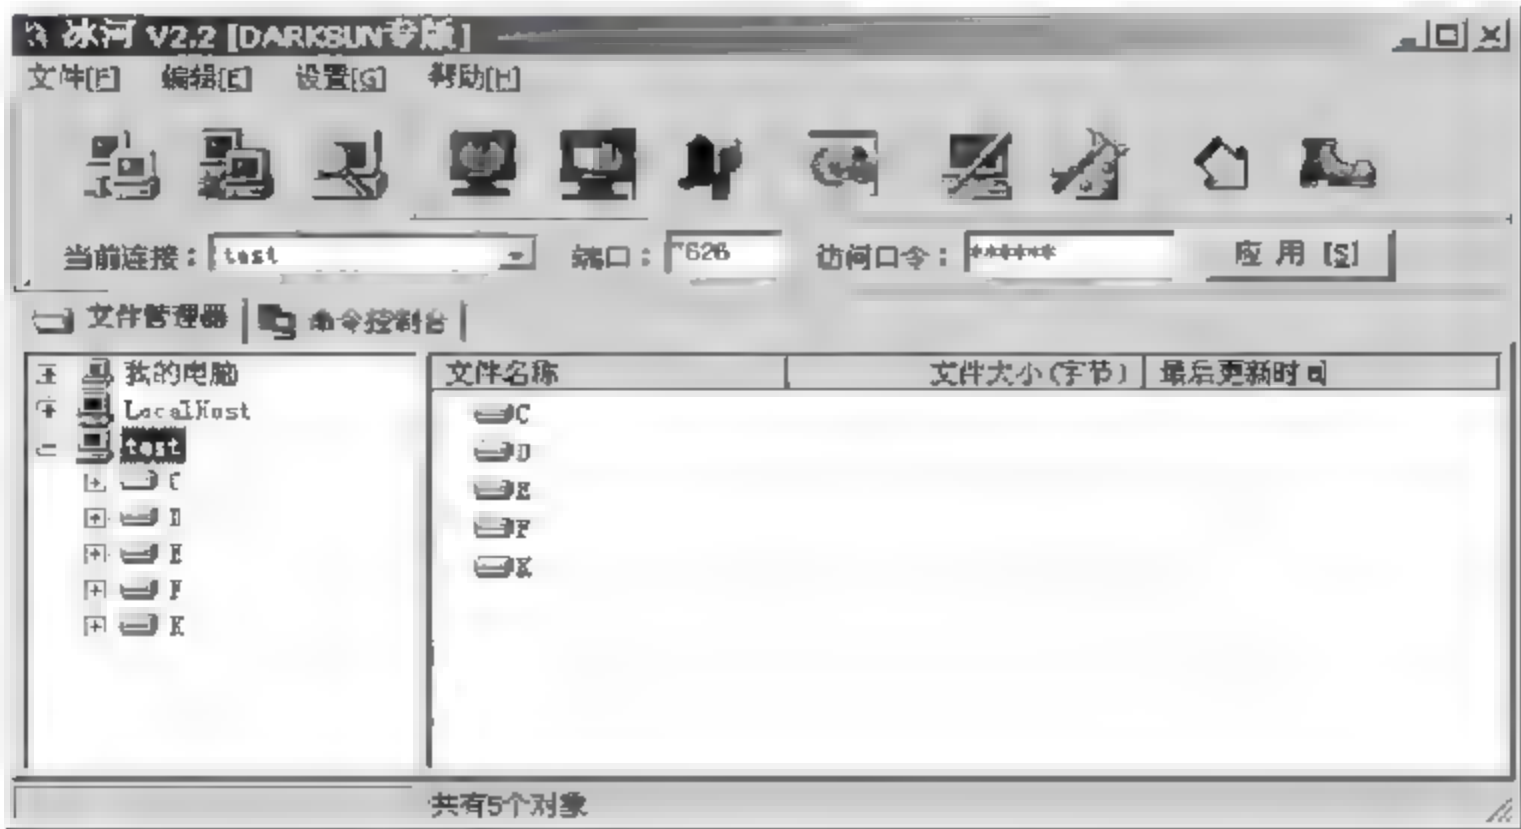 冰河 V2.2 [DARKSUN专版]
文件[F] 编辑[E] 设置[G] 帮助[H]
当前连接： test 端口： 7626 访问口令： ****** 应 用 [S]
文件管理器 命令控制台
我的电脑
LocalHost
test
C
D
E
F
K
文件名称 文件大小(字节) 最后更新时间
C
D
E
F
K
共有5个对象